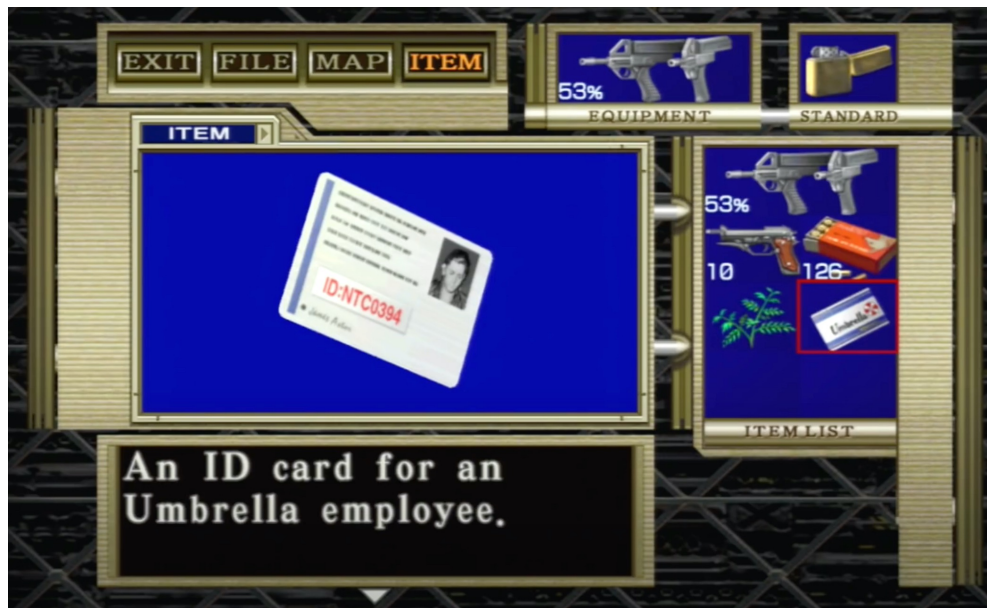 EXIT FILE MAP ITEM
53%
EQUIPMENT
STANDARD
ITEM
ID:NTC0394
53%
10
126
Umbrella
ITEM LIST
An ID card for an
Umbrella employee.